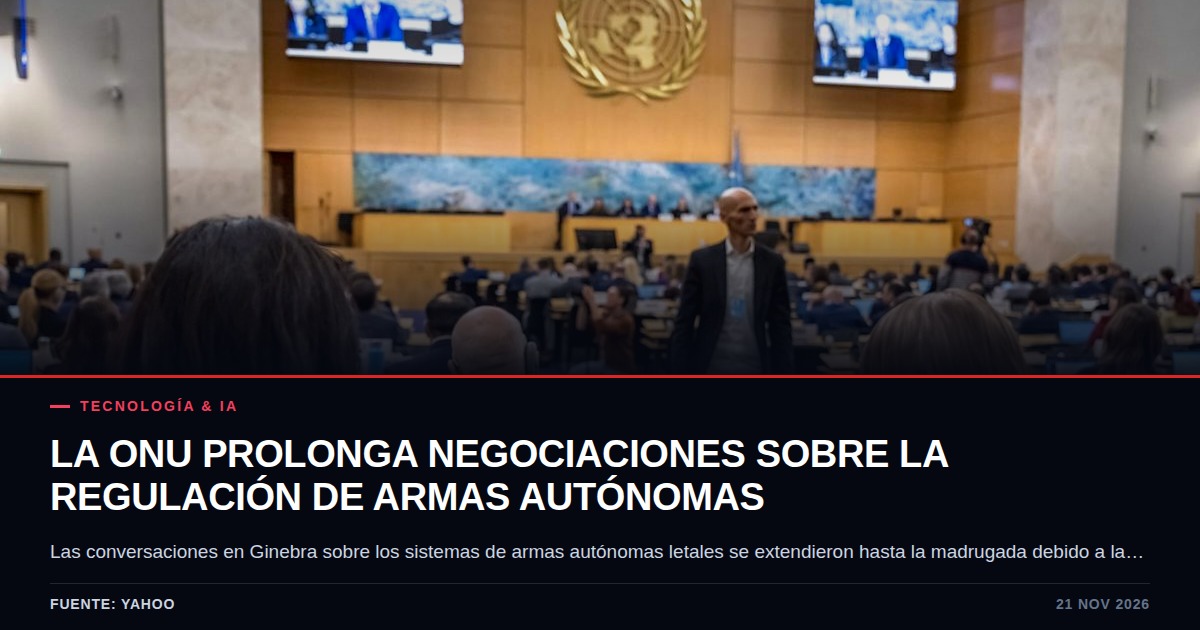 TECNOLOGÍA & IA
LA ONU PROLONGA NEGOCIACIONES SOBRE LA
REGULACIÓN DE ARMAS AUTÓNOMAS
Las conversaciones en Ginebra sobre los sistemas de armas autónomas letales se extendieron hasta la madrugada debido a la…
FUENTE: YAHOO
21 NOV 2026